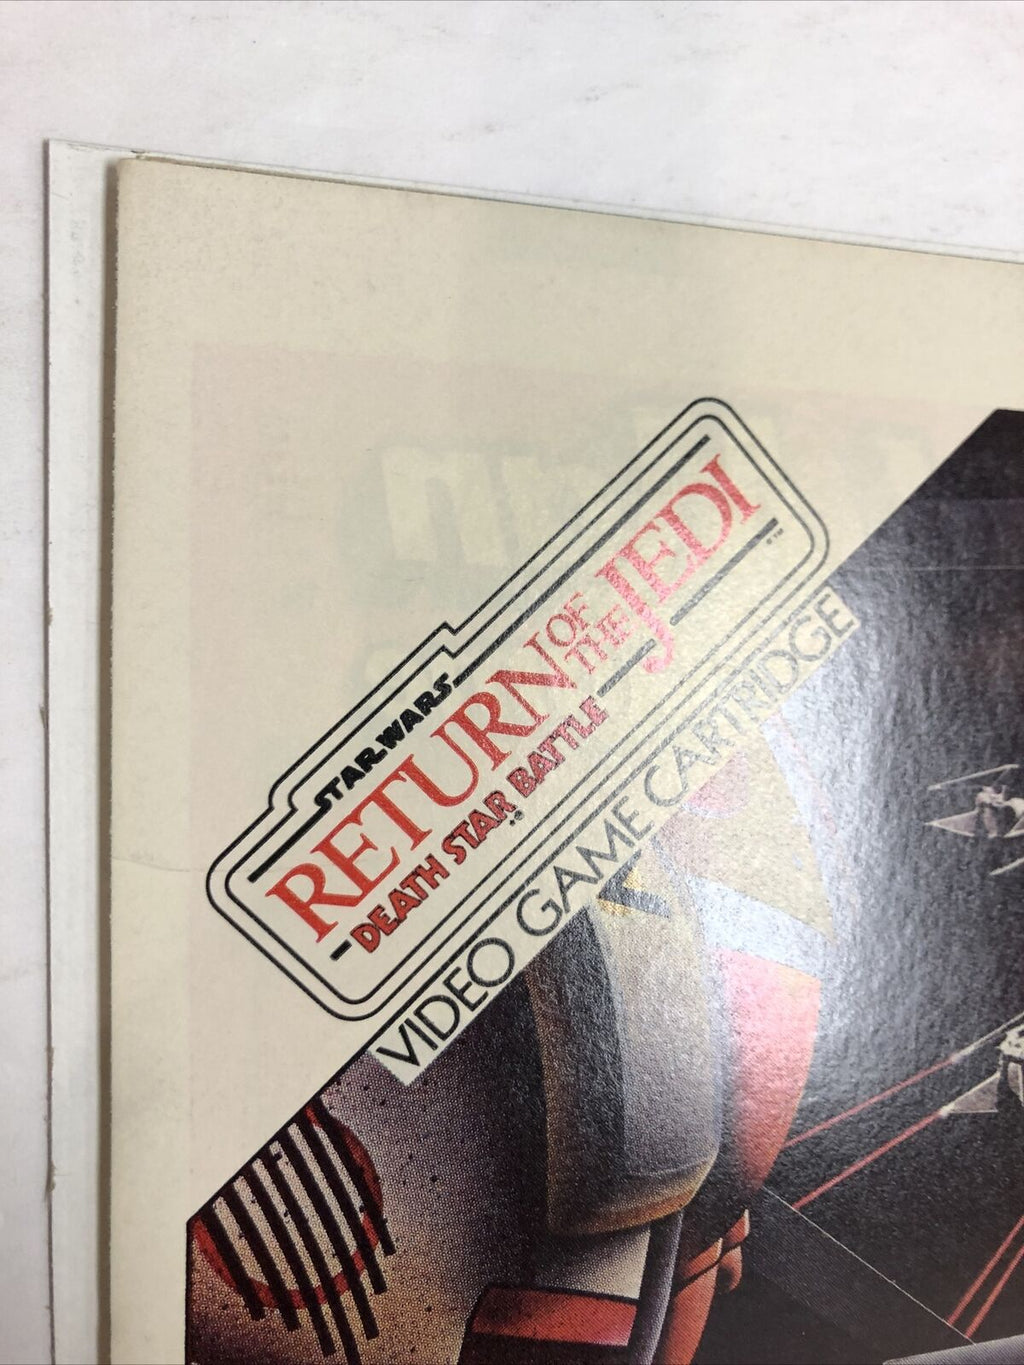 STAR WARS
RETURN OF THE JEDI
DEATH STAR BATTLE
VIDEO GAME CARTRIDGE